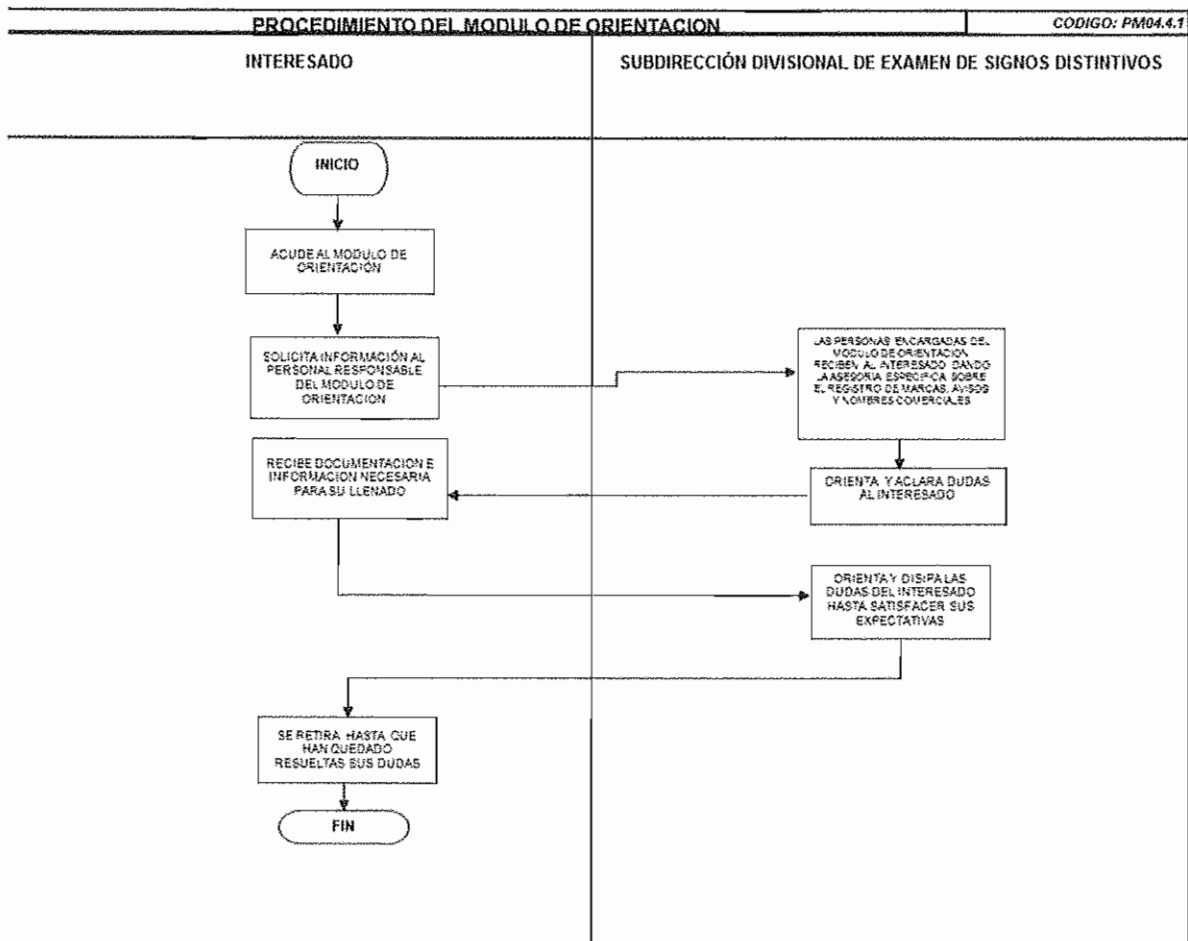 PROCEDIMIENTO DEL MODULO DE ORIENTACION
CODIGO: PM04.4.1
INTERESADO
SUBDIRECCIÓN DIVISIONAL DE EXAMEN DE SIGNOS DISTINTIVOS
INICIO
ACUDE AL MODULO DE
ORIENTACIÓN
SOLICITA INFORMACIÓN AL
PERSONAL RESPONSABLE
DEL MODULO DE
ORIENTACION
LAS PERSONAS ENCARGADAS DEL
MODULO DE ORIENTACION
RECIBEN AL INTERESADO DANDO
LA ASESORIA ESPECIFICA SOBRE
EL REGISTRO DE MARCAS, AVISOS
Y NOMBRES COMERCIALES
ORIENTA Y ACLARA DUDAS
AL INTERESADO
RECIBE DOCUMENTACION E
INFORMACION NECESARIA
PARA SU LLENADO
ORIENTA Y DISIPA LAS
DUDAS DEL INTERESADO
HASTA SATISFACER SUS
EXPECTATIVAS
SE RETIRA HASTA QUE
HAN QUEDADO
RESUELTAS SUS DUDAS
FIN